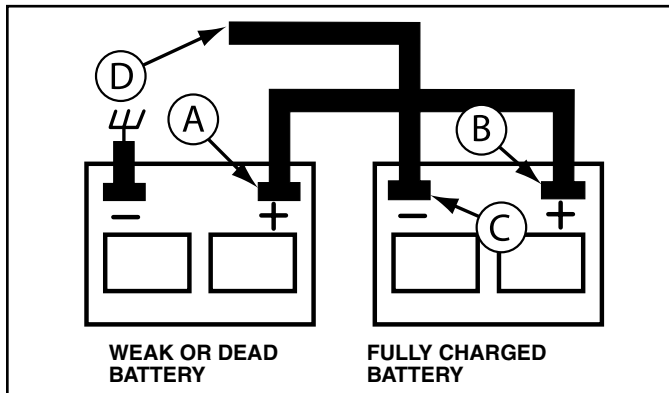 D
A
B
− +
− +
C
WEAK OR DEAD
BATTERY
FULLY CHARGED
BATTERY